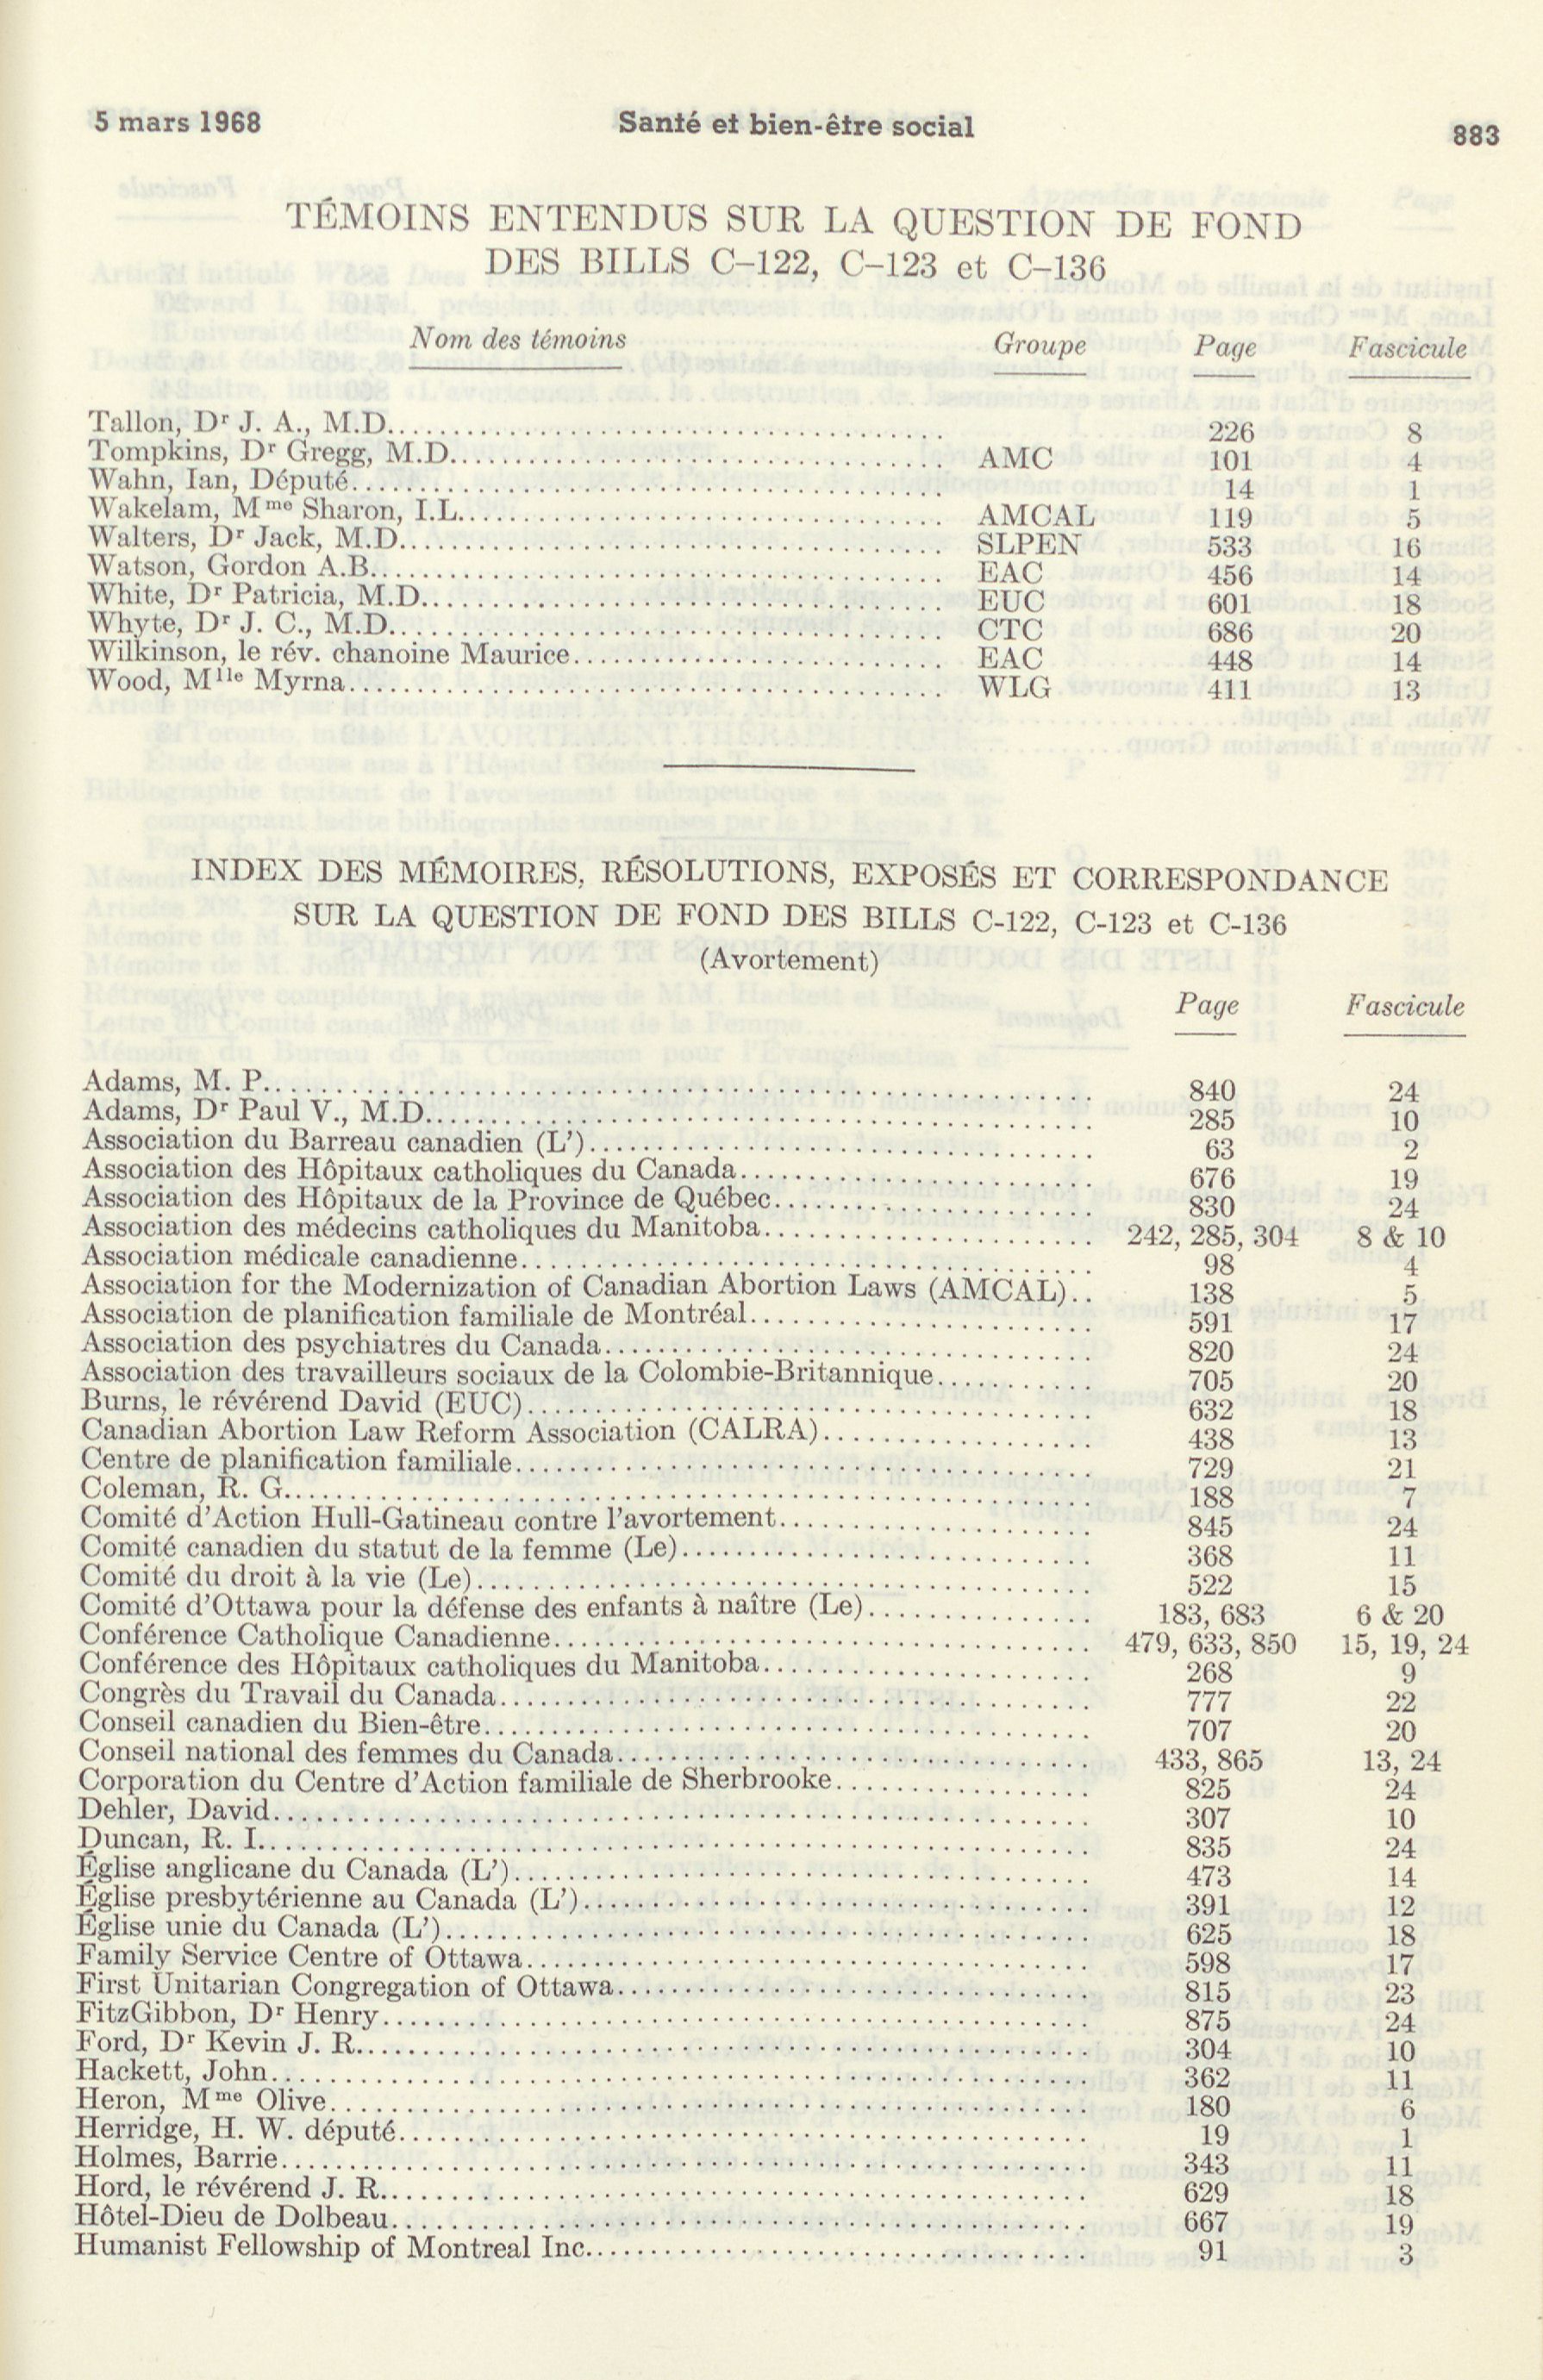 5 mars 1968 Santé et bien-être social 883
TÉMOINS ENTENDUS SUR LA QUESTION DE FOND
DES BILLS C–122, C–123 et C–136
Nom des témoins Groupe Page Fascicule
Tallon, Dr J. A., M.D. 226 8
Tompkins, Dr Gregg, M.D. AMC 101 4
Wahn, Ian, Député 14 1
Wakelam, Mme Sharon, I.L. AMCAL 119 5
Walters, Dr Jack, M.D. SLPEN 533 16
Watson, Gordon A.B. EAC 456 14
White, Dr Patricia, M.D. EUC 601 18
Whyte, Dr J. C., M.D. CTC 686 20
Wilkinson, le rév. chanoine Maurice EAC 448 14
Wood, Mlle Myrna WLG 411 13
INDEX DES MÉMOIRES, RÉSOLUTIONS, EXPOSÉS ET CORRESPONDANCE
SUR LA QUESTION DE FOND DES BILLS C-122, C-123 et C-136
(Avortement)
Page Fascicule
Adams, M. P. 840 24
Adams, Dr Paul V., M.D. 285 10
Association du Barreau canadien (L') 63 2
Association des Hôpitaux catholiques du Canada 676 19
Association des Hôpitaux de la Province de Québec 830 24
Association des médecins catholiques du Manitoba 242, 285, 304 8 & 10
Association médicale canadienne 98 4
Association for the Modernization of Canadian Abortion Laws (AMCAL) 138 5
Association de planification familiale de Montréal 591 17
Association des psychiatres du Canada 820 24
Association des travailleurs sociaux de la Colombie-Britannique 705 20
Burns, le révérend David (EUC) 632 18
Canadian Abortion Law Reform Association (CALRA) 438 13
Centre de planification familiale 729 21
Coleman, R. G. 188 7
Comité d'Action Hull-Gatineau contre l'avortement 845 24
Comité canadien du statut de la femme (Le) 368 11
Comité du droit à la vie (Le) 522 15
Comité d'Ottawa pour la défense des enfants à naître (Le) 183, 683 6 & 20
Conférence Catholique Canadienne 479, 633, 850 15, 19, 24
Conférence des Hôpitaux catholiques du Manitoba 268 9
Congrès du Travail du Canada 777 22
Conseil canadien du Bien-être 707 20
Conseil national des femmes du Canada 433, 865 13, 24
Corporation du Centre d'Action familiale de Sherbrooke 825 24
Dehler, David 307 10
Duncan, R. I. 835 24
Église anglicane du Canada (L') 473 14
Église presbytérienne au Canada (L') 391 12
Église unie du Canada (L') 625 18
Family Service Centre of Ottawa 598 17
First Unitarian Congregation of Ottawa 815 23
FitzGibbon, Dr Henry 875 24
Ford, Dr Kevin J. R. 304 10
Hackett, John 362 11
Heron, Mme Olive 180 6
Herridge, H. W. député 19 1
Holmes, Barrie 343 11
Hord, le révérend J. R. 629 18
Hôtel-Dieu de Dolbeau 667 19
Humanist Fellowship of Montreal Inc. 91 3